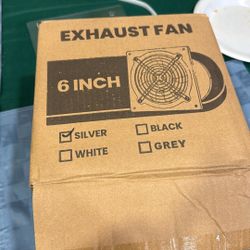 EXHAUST FAN
6 INCH
SILVER
BLACK
WHITE
GREY